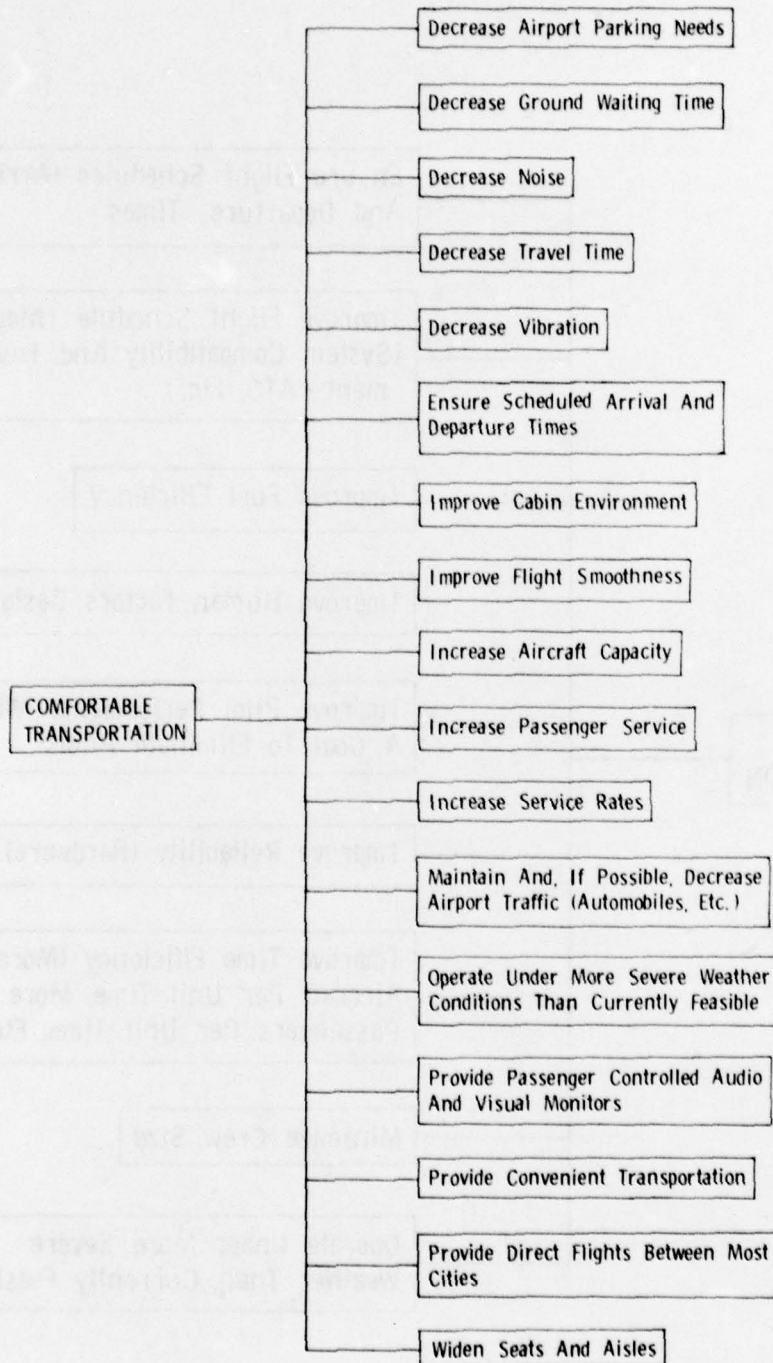 Decrease Airport Parking Needs
Decrease Ground Waiting Time
Decrease Noise
Decrease Travel Time
Decrease Vibration
Ensure Scheduled Arrival And
Departure Times
Improve Cabin Environment
Improve Flight Smoothness
Increase Aircraft Capacity
COMFORTABLE
TRANSPORTATION
Increase Passenger Service
Increase Service Rates
Maintain And, If Possible, Decrease
Airport Traffic (Automobiles, Etc.)
Operate Under More Severe Weather
Conditions Than Currently Feasible
Provide Passenger Controlled Audio
And Visual Monitors
Provide Convenient Transportation
Provide Direct Flights Between Most
Cities
Widen Seats And Aisles